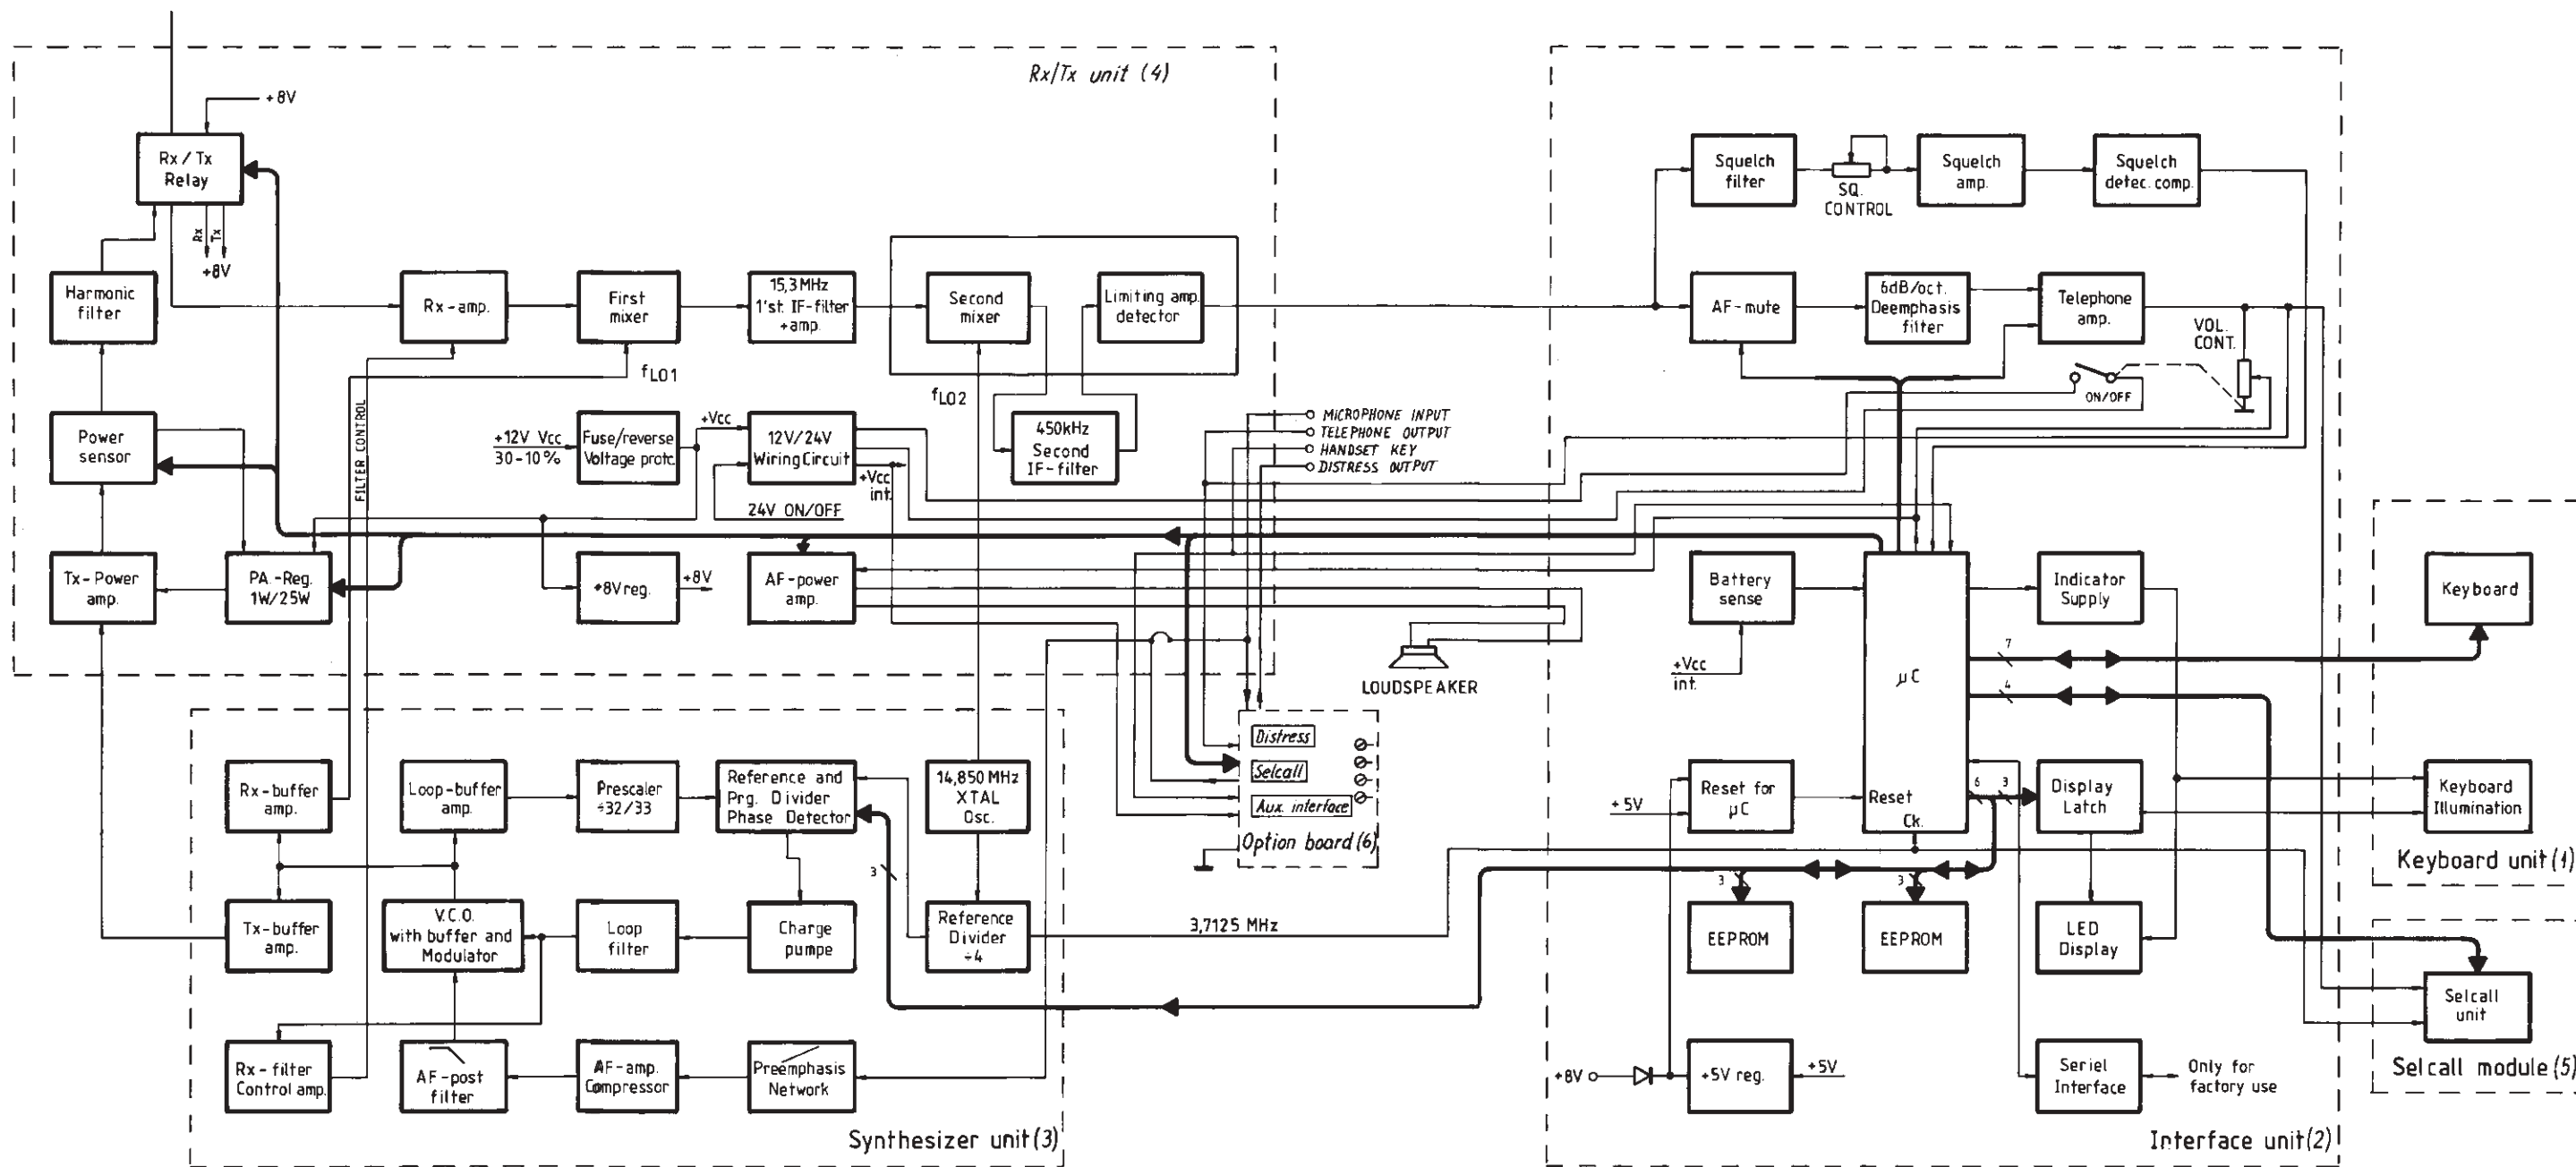 Rx/Tx unit (4)
+8V
Rx/Tx
Relay
Rx
Tx
+8V
Harmonic
filter
Rx-amp.
First
mixer
15,3 MHz
1'st. IF-filter
+amp.
Second
mixer
Limiting amp.
detector
fLO1
fLO2
FILTER CONTROL
Power
sensor
+12V Vcc
30-10%
Fuse/reverse
Voltage protc.
+Vcc
12V/24V
Wiring Circuit
+Vcc
int.
24V ON/OFF
450kHz
Second
IF-filter
MICROPHONE INPUT
TELEPHONE OUTPUT
HANDSET KEY
DISTRESS OUTPUT
Tx-Power
amp.
PA.-Reg.
1W/25W
+8V reg.
+8V
AF-power
amp.
LOUDSPEAKER
Squelch
filter
SQ.
CONTROL
Squelch
amp.
Squelch
detec. comp.
AF-mute
6dB/oct.
Deemphasis
filter
Telephone
amp.
VOL.
CONT.
ON/OFF
Battery
sense
+Vcc
int.
μC
Indicator
Supply
7
4
Keyboard
Reset for
μC
+5V
Reset
Ck.
6
3
Display
Latch
Keyboard
Illumination
Keyboard unit (1)
3
3
EEPROM
EEPROM
LED
Display
Selcall
unit
Selcall module (5)
+8V
+5V reg.
+5V
Seriel
Interface
Only for
factory use
Interface unit (2)
Distress
Selcall
Aux. interface
Option board (6)
Rx-buffer
amp.
Loop-buffer
amp.
Prescaler
÷32/33
Reference and
Prg. Divider
Phase Detector
14,850 MHz
XTAL
Osc.
3
Tx-buffer
amp.
V.C.O.
with buffer and
Modulator
Loop
filter
Charge
pumpe
Reference
Divider
÷4
3,7125 MHz
Rx-filter
Control amp.
AF-post
filter
AF-amp.
Compressor
Preemphasis
Network
Synthesizer unit (3)